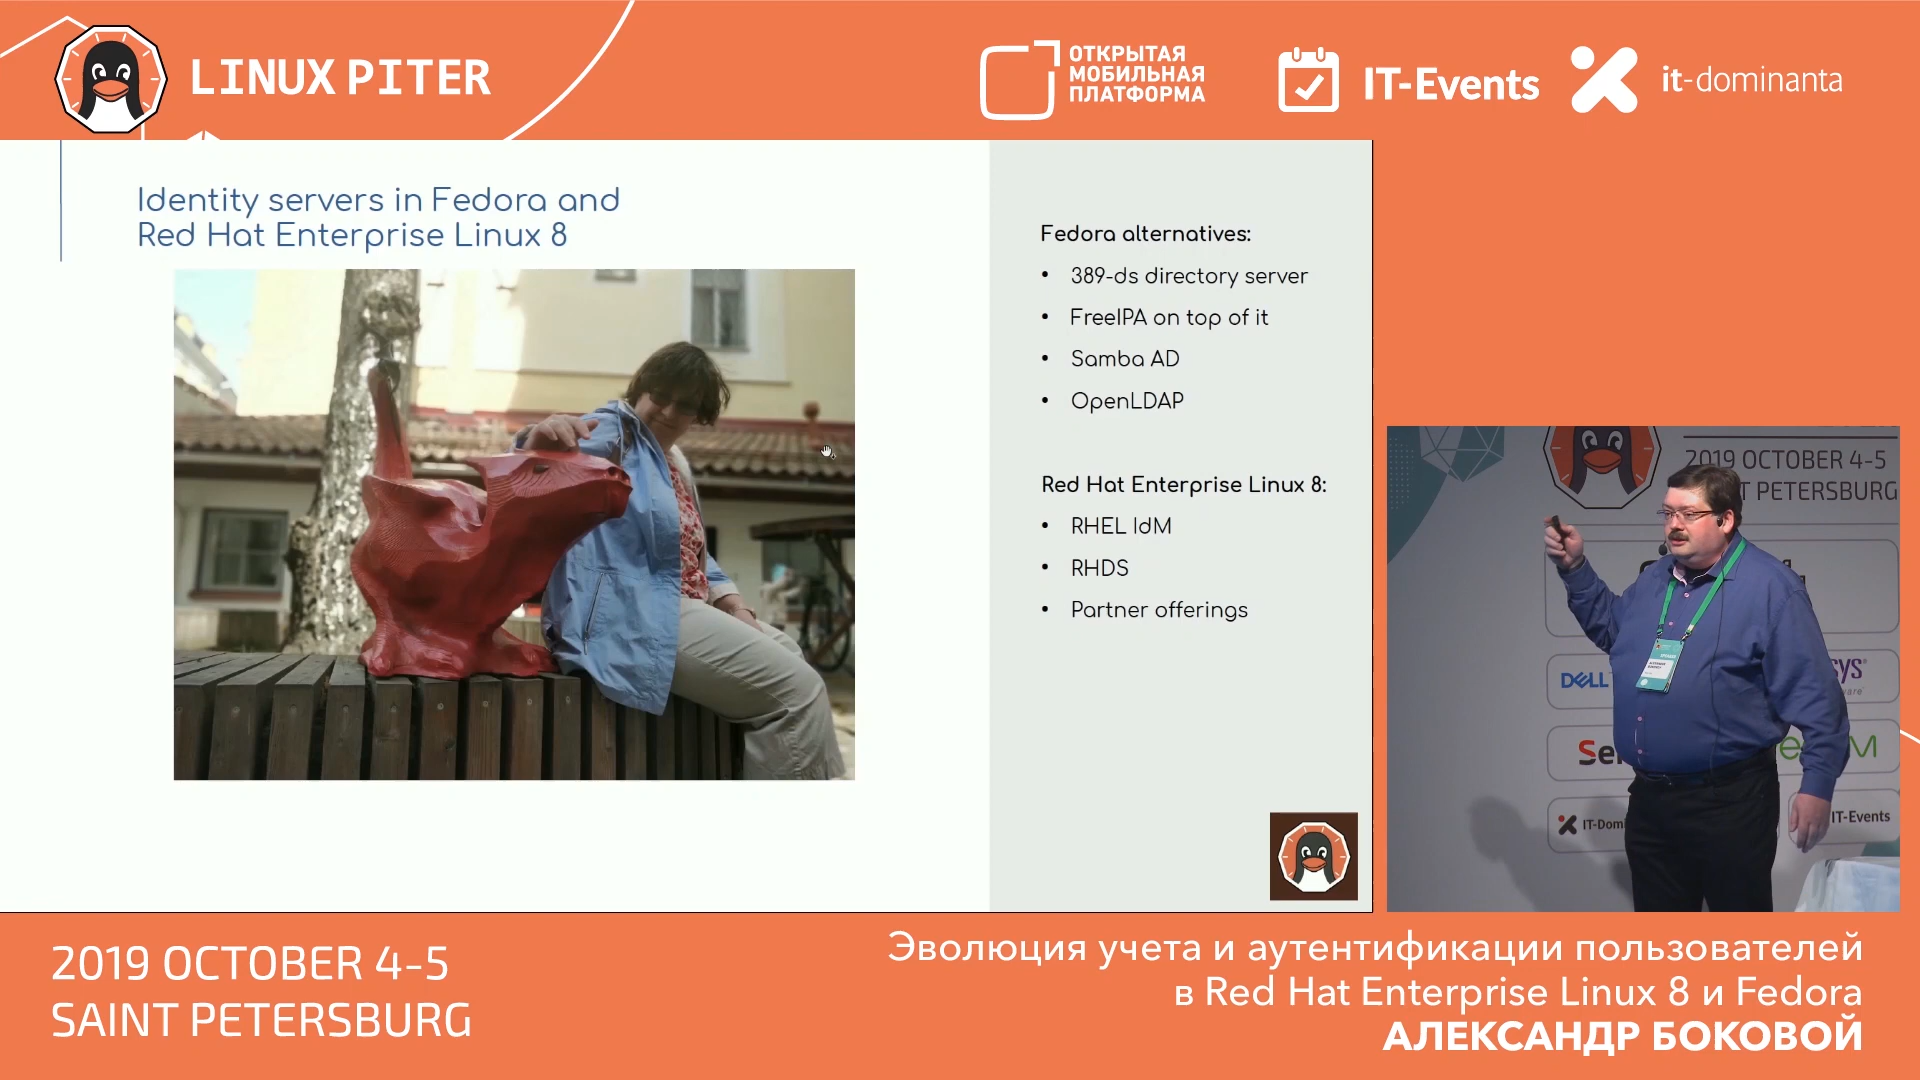 LINUX PITER
ОТКРЫТАЯ
МОБИЛЬНАЯ
ПЛАТФОРМА
IT-Events
it-dominanta
Identity servers in Fedora and
Red Hat Enterprise Linux 8
Fedora alternatives:
• 389-ds directory server
• FreeIPA on top of it
• Samba AD
• OpenLDAP
Red Hat Enterprise Linux 8:
• RHEL IdM
• RHDS
• Partner offerings
2019 OCTOBER 4-5
PETERSBURG
DELL
IT-Events
2019 OCTOBER 4-5
SAINT PETERSBURG
Эволюция учета и аутентификации пользователей
в Red Hat Enterprise Linux 8 и Fedora
АЛЕКСАНДР БОКОВОЙ